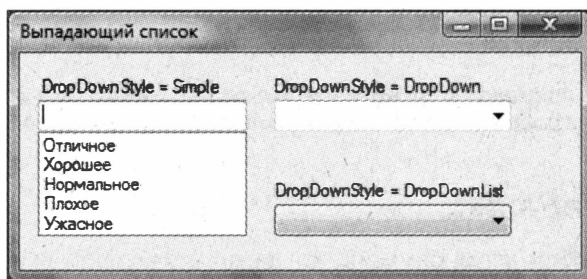 Выпадающий список
DropDownStyle = Simple
DropDownStyle = DropDown
Отличное
Хорошее
Нормальное
Плохое
Ужасное
DropDownStyle = DropDownList